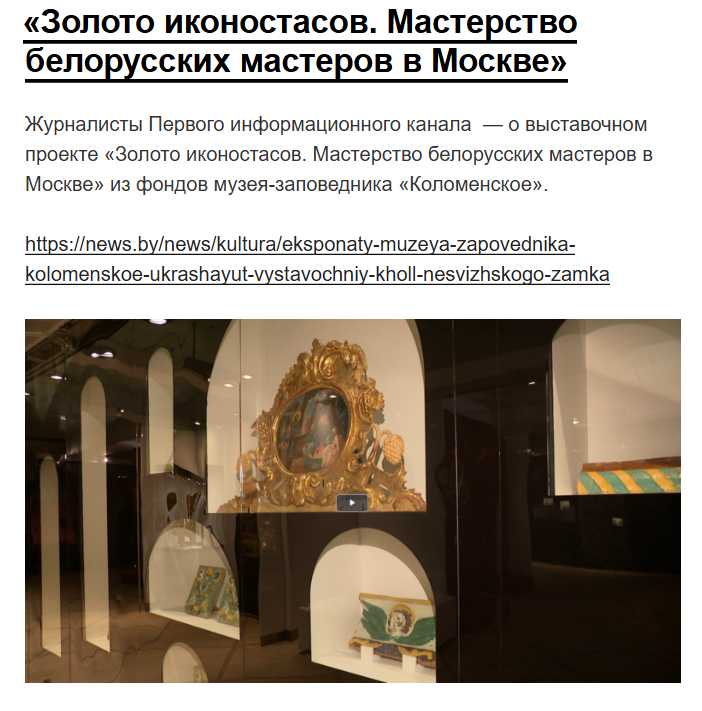 «Золото иконостасов. Мастерство
белорусских мастеров в Москве»
Журналисты Первого информационного канала — о выставочном
проекте «Золото иконостасов. Мастерство белорусских мастеров в
Москве» из фондов музея-заповедника «Коломенское».
https://news.by/news/kultura/eksponaty-muzeya-zapovednika-
kolomenskoe-ukrashayut-vystavochniy-kholl-nesvizhskogo-zamka